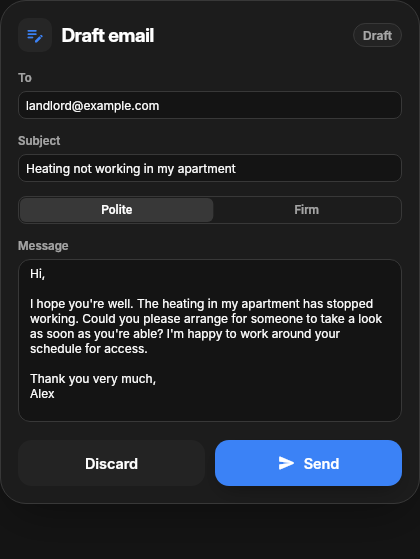 Draft email
Draft
To
landlord@example.com
Subject
Heating not working in my apartment
Polite
Firm
Message
Hi,
I hope you're well. The heating in my apartment has stopped
working. Could you please arrange for someone to take a look
as soon as you're able? I'm happy to work around your
schedule for access.
Thank you very much,
Alex
Discard
Send